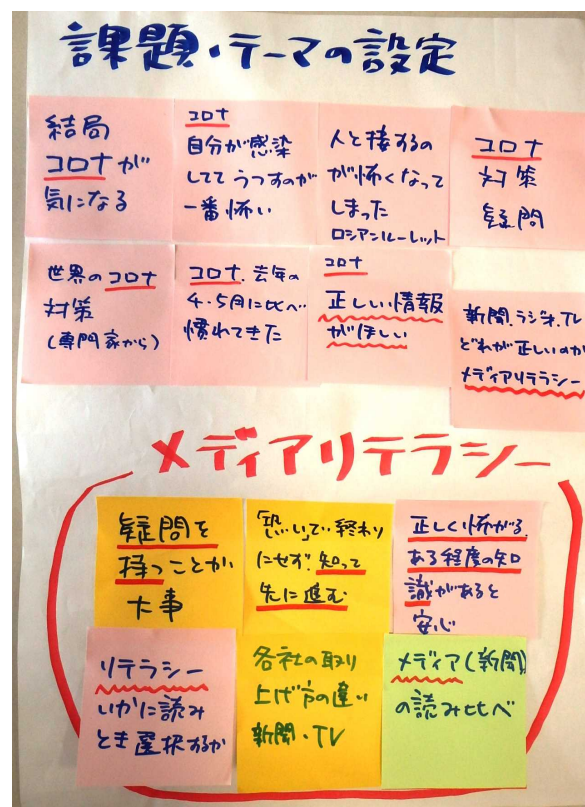 課題・テーマの設定
結局
コロナが
気になる
コロナ
自分が感染
しててうつすのが
一番怖い
人と接するの
が怖くなって
しまった
ロシアンルーレット
コロナ
対策
疑問
世界のコロナ
対策
(専門家から)
コロナ、去年の
4・5月に比べ
慣れてきた
コロナ
正しい情報
がほしい
新聞、ラジオ、TV
どれが正しいのか
メディアリテラシー
メディアリテラシー
疑問を
持つことが
大事
「恐い」で終わり
にせず、知って
先に進む
正しく怖がる。
ある程度の知
識があると
安心
リテラシー
いかに読み
とき選択するか
各社の取り
上げ方の違い
新聞・TV
メディア(新聞)
の読み比べ